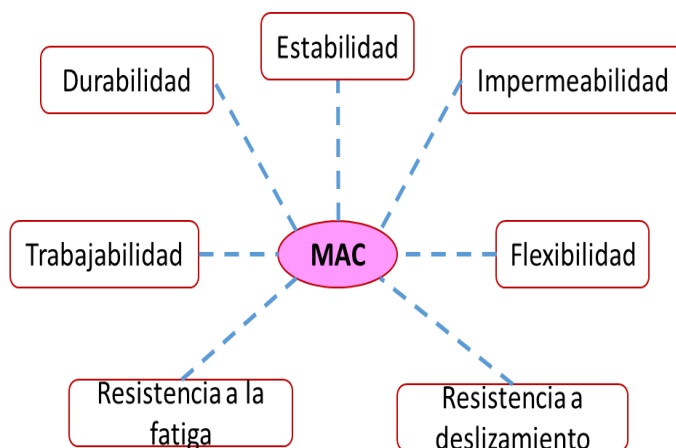 Estabilidad
Durabilidad
Impermeabilidad
Trabajabilidad
MAC
Flexibilidad
Resistencia a la
fatiga
Resistencia a
deslizamiento